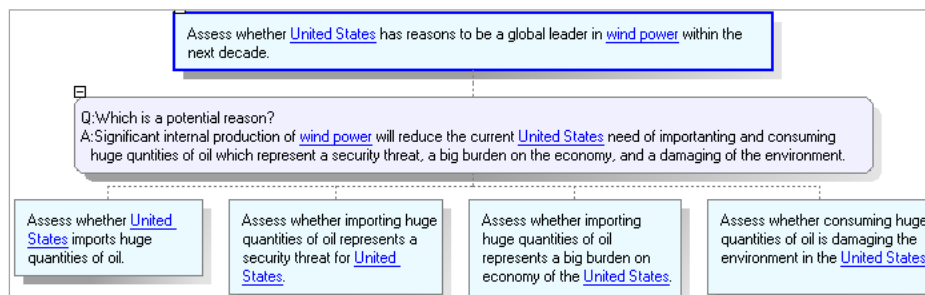 Assess whether United States has reasons to be a global leader in wind power within the
next decade.
Q:Which is a potential reason?
A:Significant internal production of wind power will reduce the current United States need of importanting and consuming
huge quntities of oil which represent a security threat, a big burden on the economy, and a damaging of the environment.
Assess whether United
States imports huge
quantities of oil.
Assess whether importing huge
quantities of oil represents a
security threat for United
States.
Assess whether importing
huge quantities of oil
represents a big burden on
economy of the United States.
Assess whether consuming huge
quantities of oil is damaging the
environment in the United States